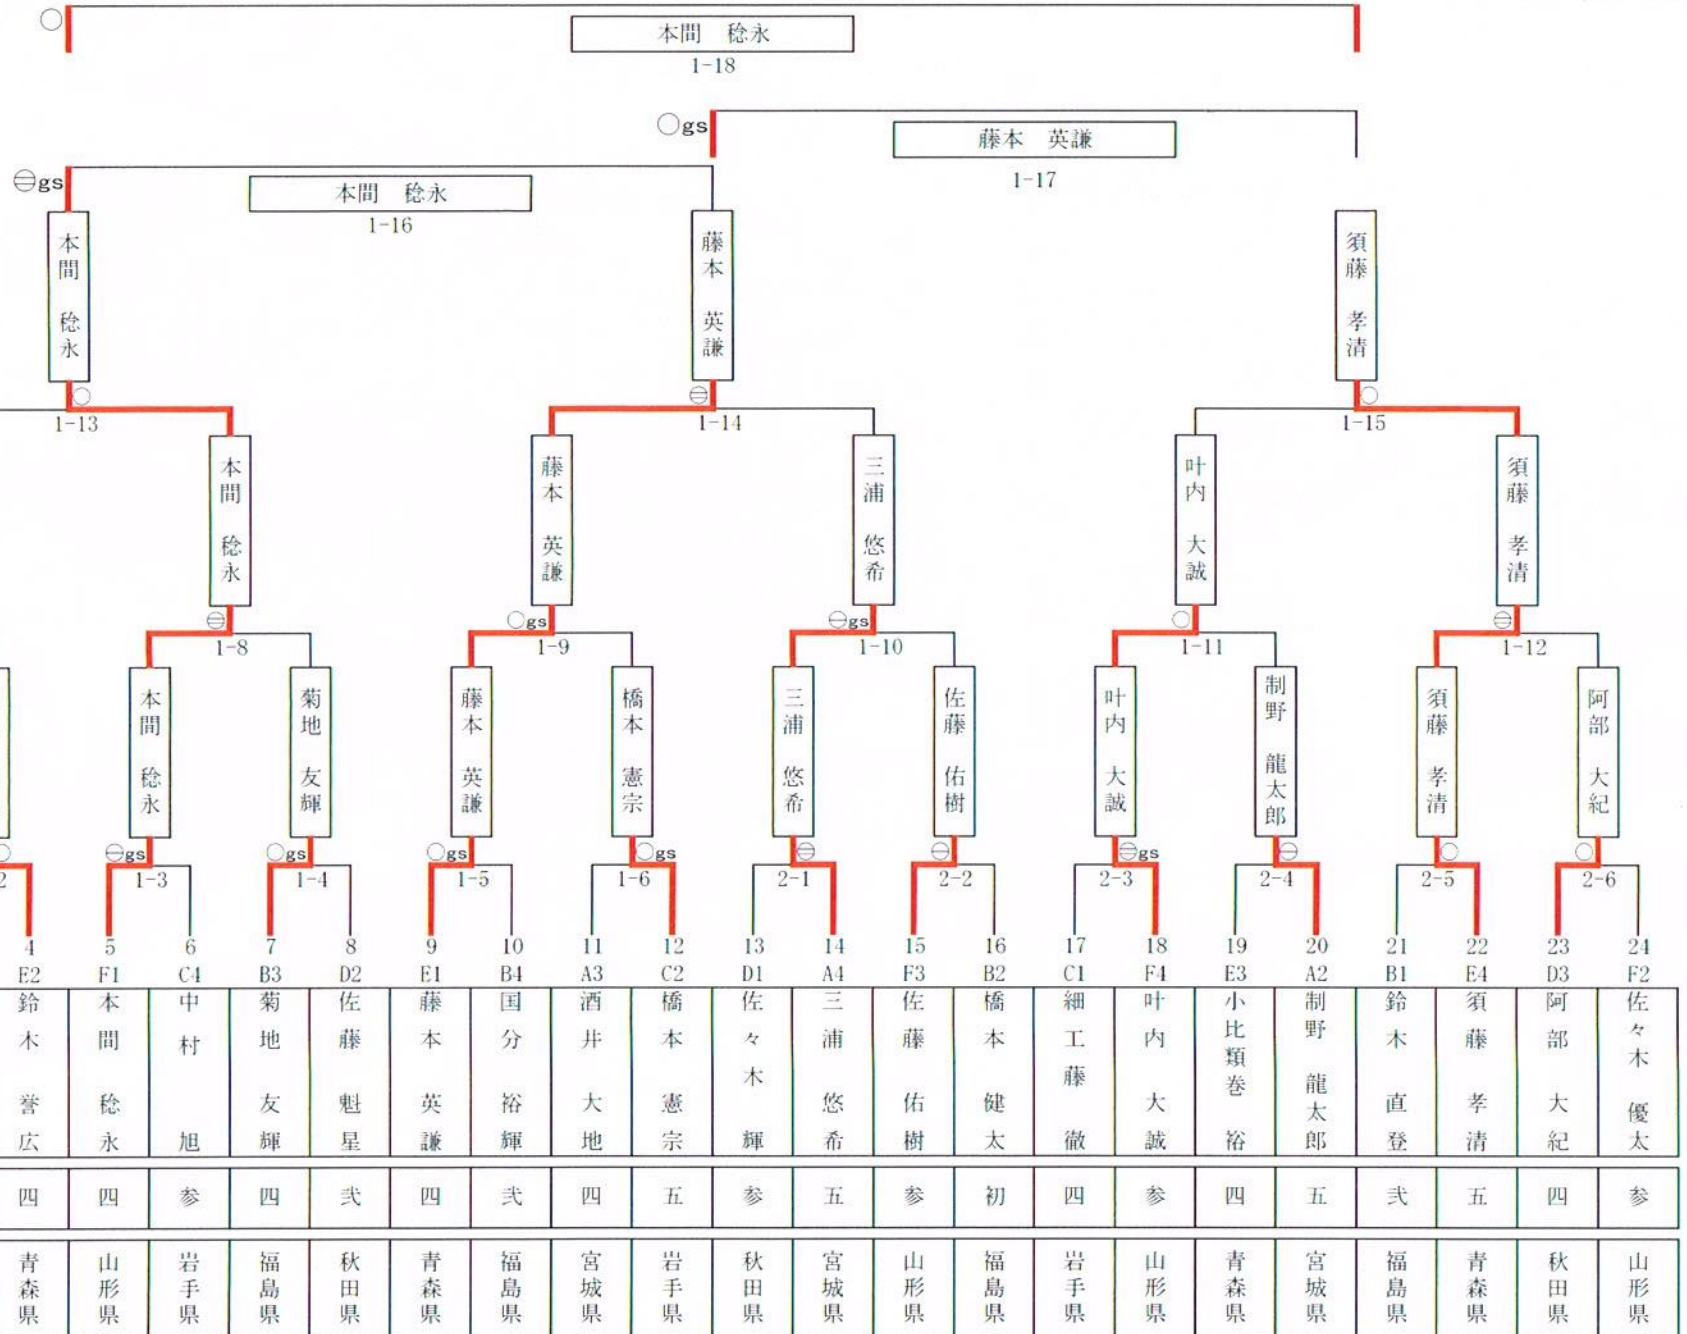 本間 稔永
1-18
gs
藤本 英謙
1-17
gs
本間 稔永
1-16
本間 稔永
藤本 英謙
須藤 孝清
1-13
1-14
1-15
本間 稔永
藤本 英謙
三浦 悠希
叶内 大誠
須藤 孝清
gs gs
1-8 1-9 1-10 1-11 1-12
本間 稔永
菊地 友輝
藤本 英謙
橋本 憲宗
三浦 悠希
佐藤 佑樹
叶内 大誠
制野 龍太郎
須藤 孝清
阿部 大紀
gs gs gs gs gs
2 1-3 1-4 1-5 1-6 2-1 2-2 2-3 2-4 2-5 2-6
4 5 6 7 8 9 10 11 12 13 14 15 16 17 18 19 20 21 22 23 24
E2 F1 C4 B3 D2 E1 B4 A3 C2 D1 A4 F3 B2 C1 F4 E3 A2 B1 E4 D3 F2
鈴木 誉広
本間 稔永
中村 旭
菊地 友輝
佐藤 魁星
藤本 英謙
国分 裕輝
酒井 大地
橋本 憲宗
佐々木 輝
三浦 悠希
佐藤 佑樹
橋本 健太
細工藤 徹
叶内 大誠
小比類巻 裕
制野 龍太郎
鈴木 直登
須藤 孝清
阿部 大紀
佐々木 優太
四 四 参 四 弐 四 弐 四 五 参 五 参 初 四 参 四 五 弐 五 四 参
青森県 山形県 岩手県 福島県 秋田県 青森県 福島県 宮城県 岩手県 秋田県 宮城県 山形県 福島県 岩手県 山形県 青森県 宮城県 福島県 青森県 秋田県 山形県